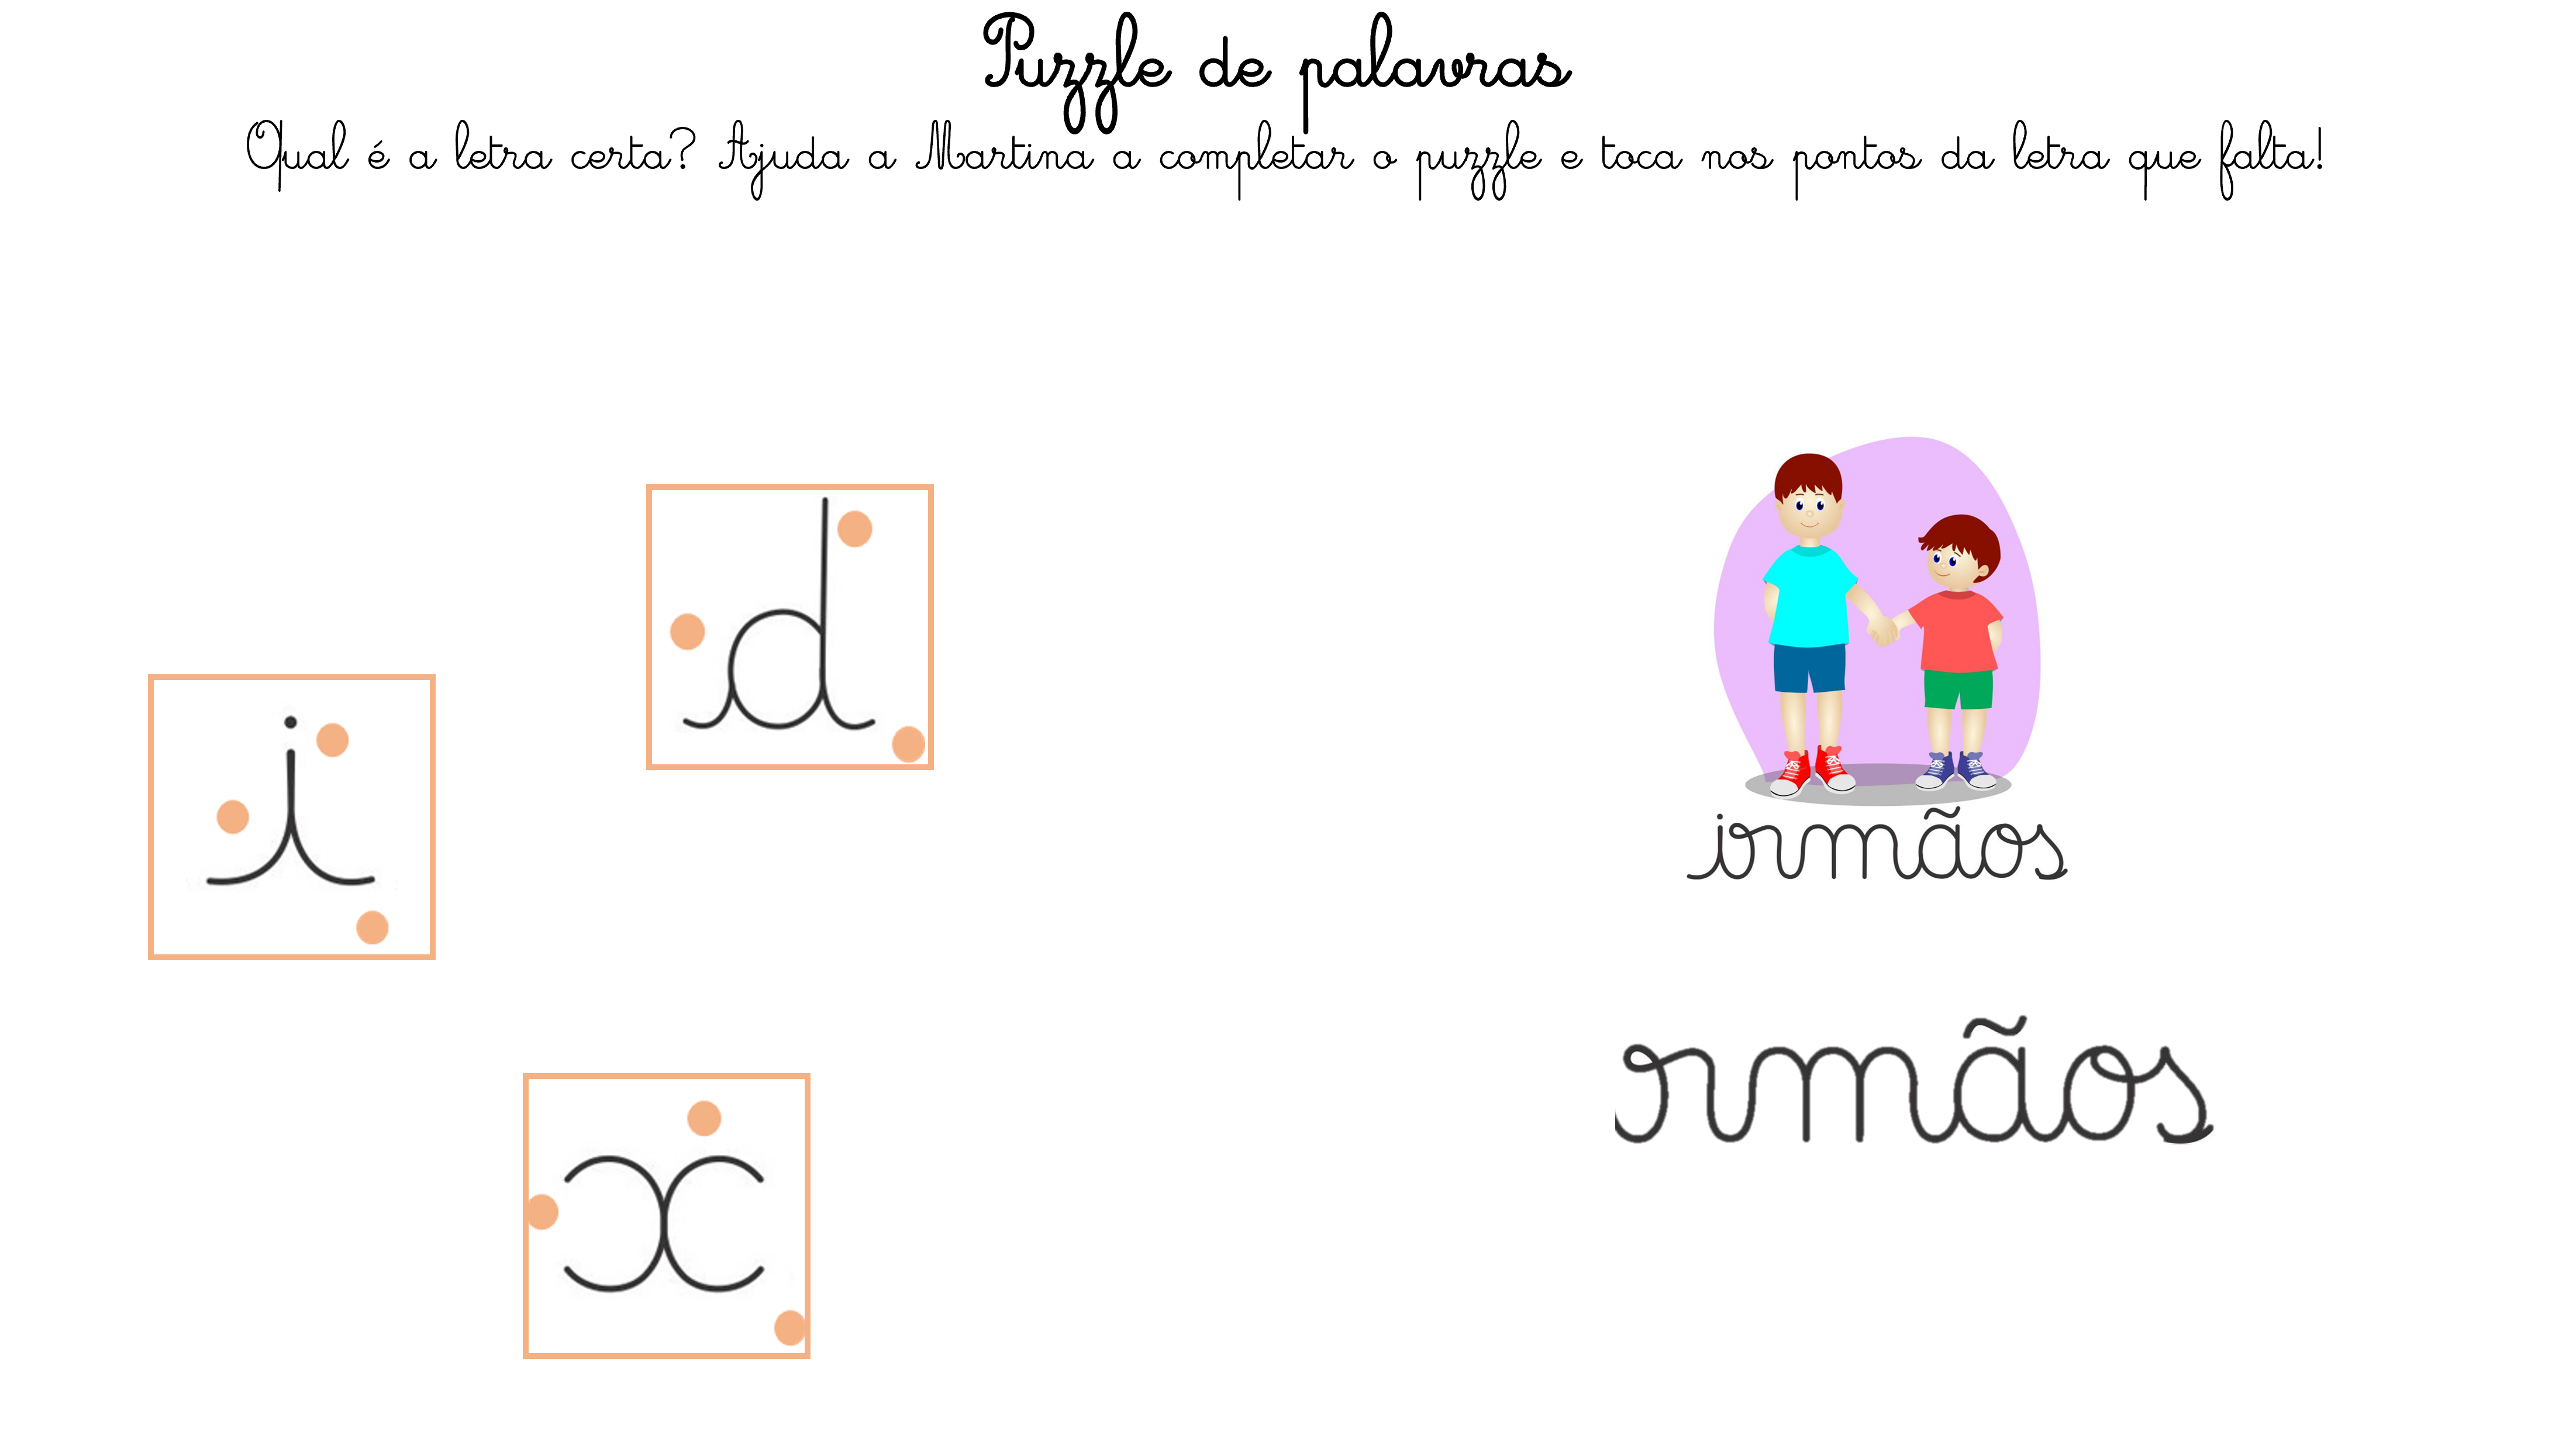 Puzzle de palavras
Qual é a letra certa? Ajuda a Martina a completar o puzzle e toca nos pontos da letra que falta!
d
i
irmãos
rmãos
x